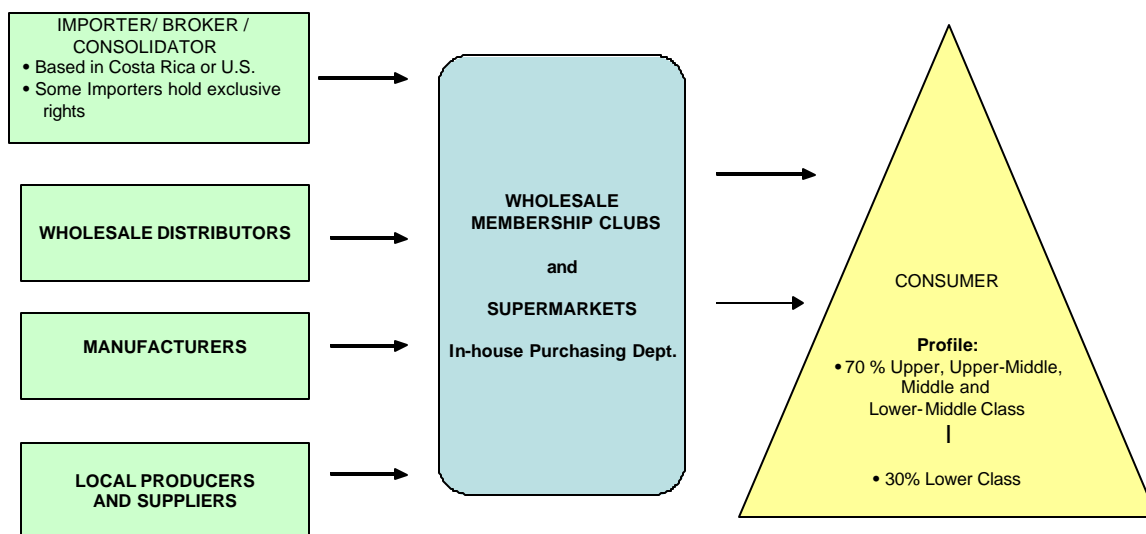 IMPORTER/ BROKER /
CONSOLIDATOR
• Based in Costa Rica or U.S.
• Some Importers hold exclusive
rights
WHOLESALE DISTRIBUTORS
MANUFACTURERS
LOCAL PRODUCERS
AND SUPPLIERS
WHOLESALE
MEMBERSHIP CLUBS
and
SUPERMARKETS
In-house Purchasing Dept.
CONSUMER
Profile:
• 70 % Upper, Upper-Middle,
Middle and
Lower-Middle Class
|
• 30% Lower Class